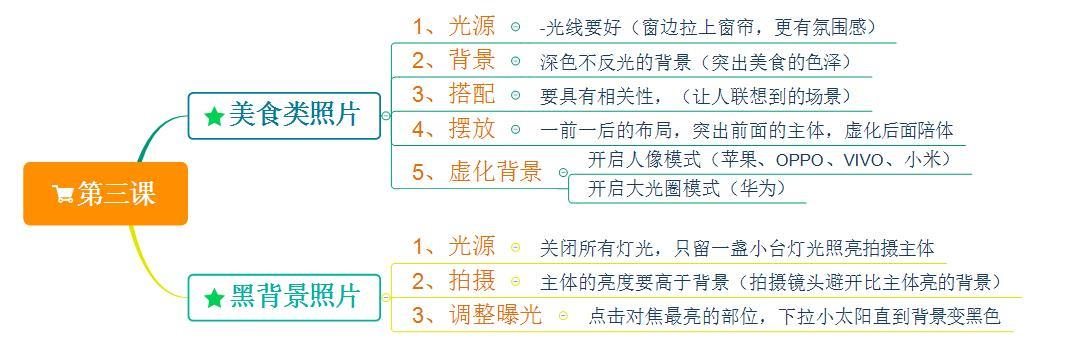 第三课
美食类照片
1、光源 -光线要好（窗边拉上窗帘，更有氛围感）
2、背景 深色不反光的背景（突出美食的色泽）
3、搭配 要具有相关性，（让人联想到的场景）
4、摆放 一前一后的布局，突出前面的主体，虚化后面陪体
5、虚化背景 开启人像模式（苹果、OPPO、VIVO、小米）
开启大光圈模式（华为）
黑背景照片
1、光源 关闭所有灯光，只留一盏小台灯光照亮拍摄主体
2、拍摄 主体的亮度要高于背景（拍摄镜头避开比主体亮的背景）
3、调整曝光 点击对焦最亮的部位，下拉小太阳直到背景变黑色